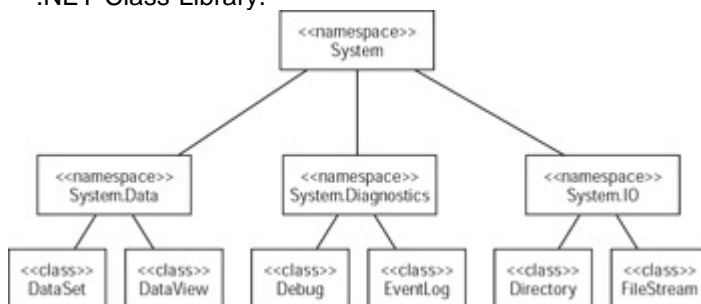 .NET Class Library.
<<namespace>>
System
<<namespace>>
System.Data
<<namespace>>
System.Diagnostics
<<namespace>>
System.IO
<<class>>
DataSet
<<class>>
DataView
<<class>>
Debug
<<class>>
EventLog
<<class>>
Directory
<<class>>
FileStream